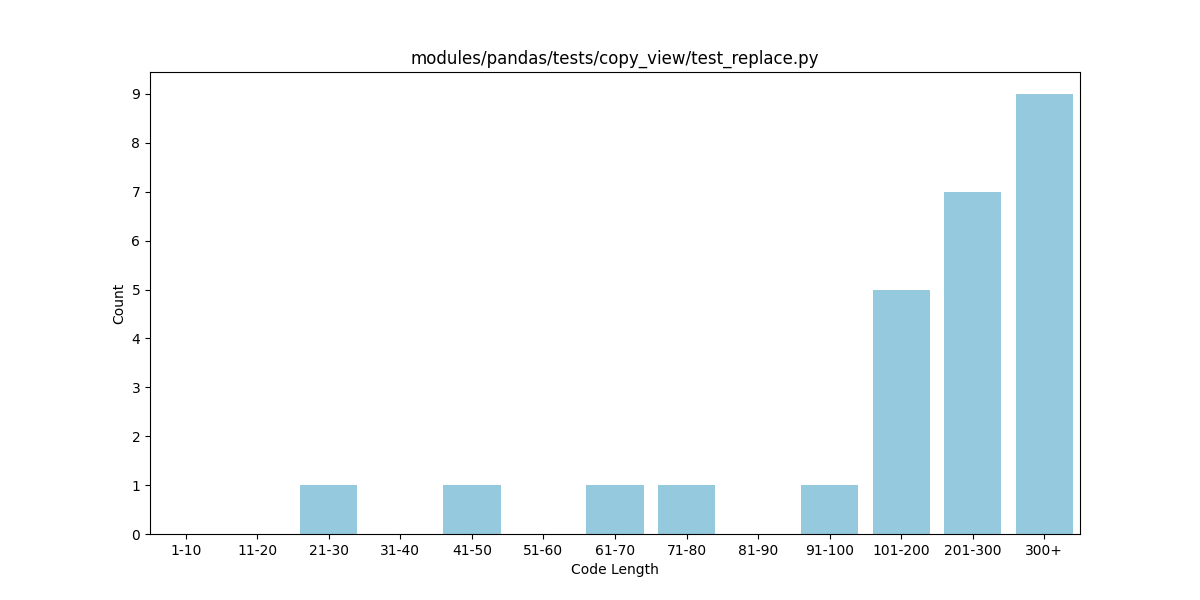 modules/pandas/tests/copy_view/test_replace.py
Count
9
8
7
6
5
4
3
2
1
0
1-10 11-20 21-30 31-40 41-50 51-60 61-70 71-80 81-90 91-100 101-200 201-300 300+
Code Length